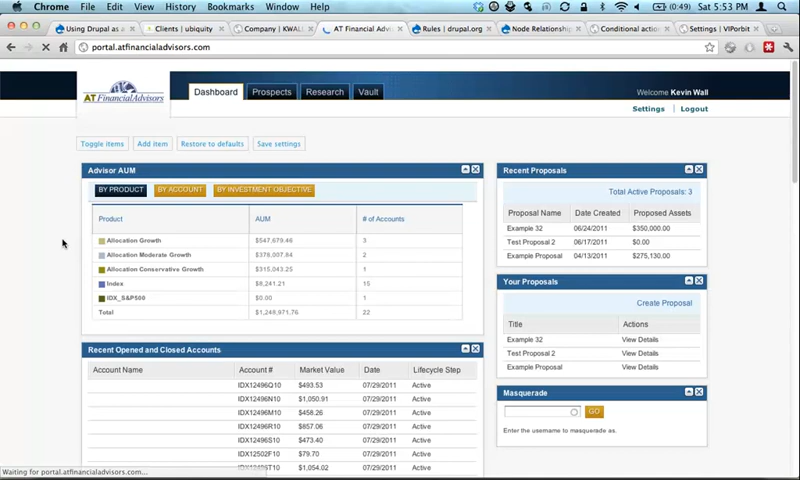 Chrome File Edit View History Bookmarks Window Help (0:49) Sat 5:53 PM
Using Drupal as a Clients | ubiquity Company | KWALL AT Financial Advi Rules | drupal.org Node Relationship Conditional action Settings | VIPorbit
portal.atfinancialadvisors.com
AT Financial Advisors
Dashboard Prospects Research Vault
Welcome Kevin Wall
Settings | Logout
Toggle items Add item Restore to defaults Save settings
Advisor AUM
BY PRODUCT BY ACCOUNT BY INVESTMENT OBJECTIVE
Product AUM # of Accounts
Allocation Growth $547,679.46 3
Allocation Moderate Growth $378,007.84 2
Allocation Conservative Growth $315,043.25 1
Index $8,241.21 15
IDX_S&P500 $0.00 1
Total $1,248,971.76 22
Recent Opened and Closed Accounts
Account Name Account # Market Value Date Lifecycle Step
IDX12496Q10 $493.53 07/29/2011 Active
IDX12496N10 $1,050.91 07/29/2011 Active
IDX12496M10 $458.26 07/29/2011 Active
IDX12496R10 $857.06 07/29/2011 Active
IDX12496S10 $473.40 07/29/2011 Active
IDX12502F10 $79.70 07/29/2011 Active
IDX12496T10 $1,054.02 07/29/2011 Active
Recent Proposals
Total Active Proposals: 3
Proposal Name Date Created Proposed Assets
Example 32 06/24/2011 $350,000.00
Test Proposal 2 06/17/2011 $0.00
Example Proposal 04/13/2011 $275,130.00
Your Proposals
Create Proposal
Title Actions
Example 32 View Details
Test Proposal 2 View Details
Example Proposal View Details
Masquerade
GO
Enter the username to masquerade as.
Waiting for portal.atfinancialadvisors.com...